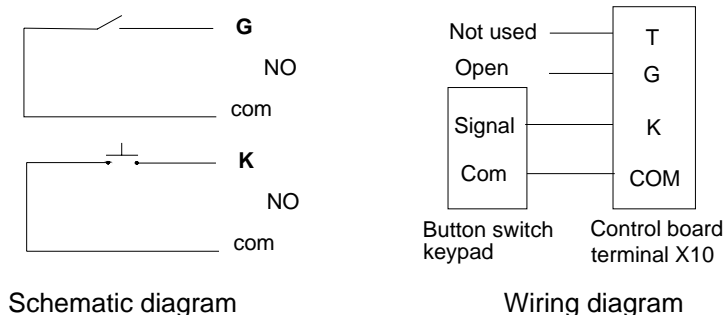 G
NO
com
K
NO
com
Schematic diagram
Not used
T
Open
G
Signal
K
Com
COM
Button switch
keypad
Control board
terminal X10
Wiring diagram